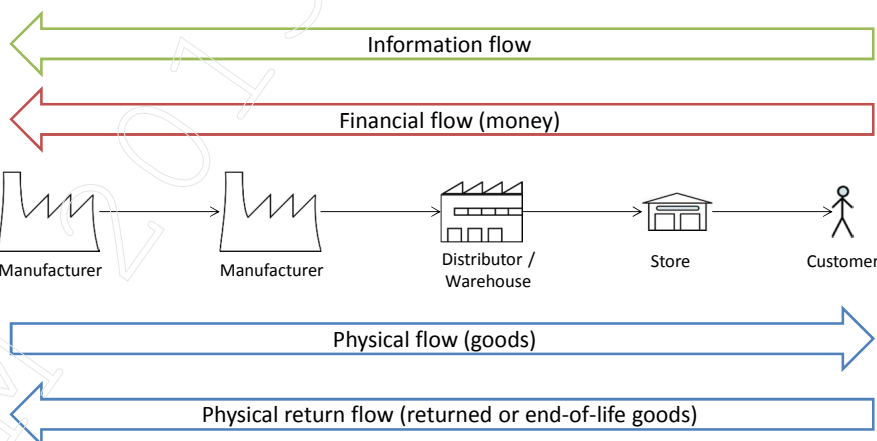 Information flow
Financial flow (money)
Manufacturer
Manufacturer
Distributor /
Warehouse
Store
Customer
Physical flow (goods)
Physical return flow (returned or end-of-life goods)